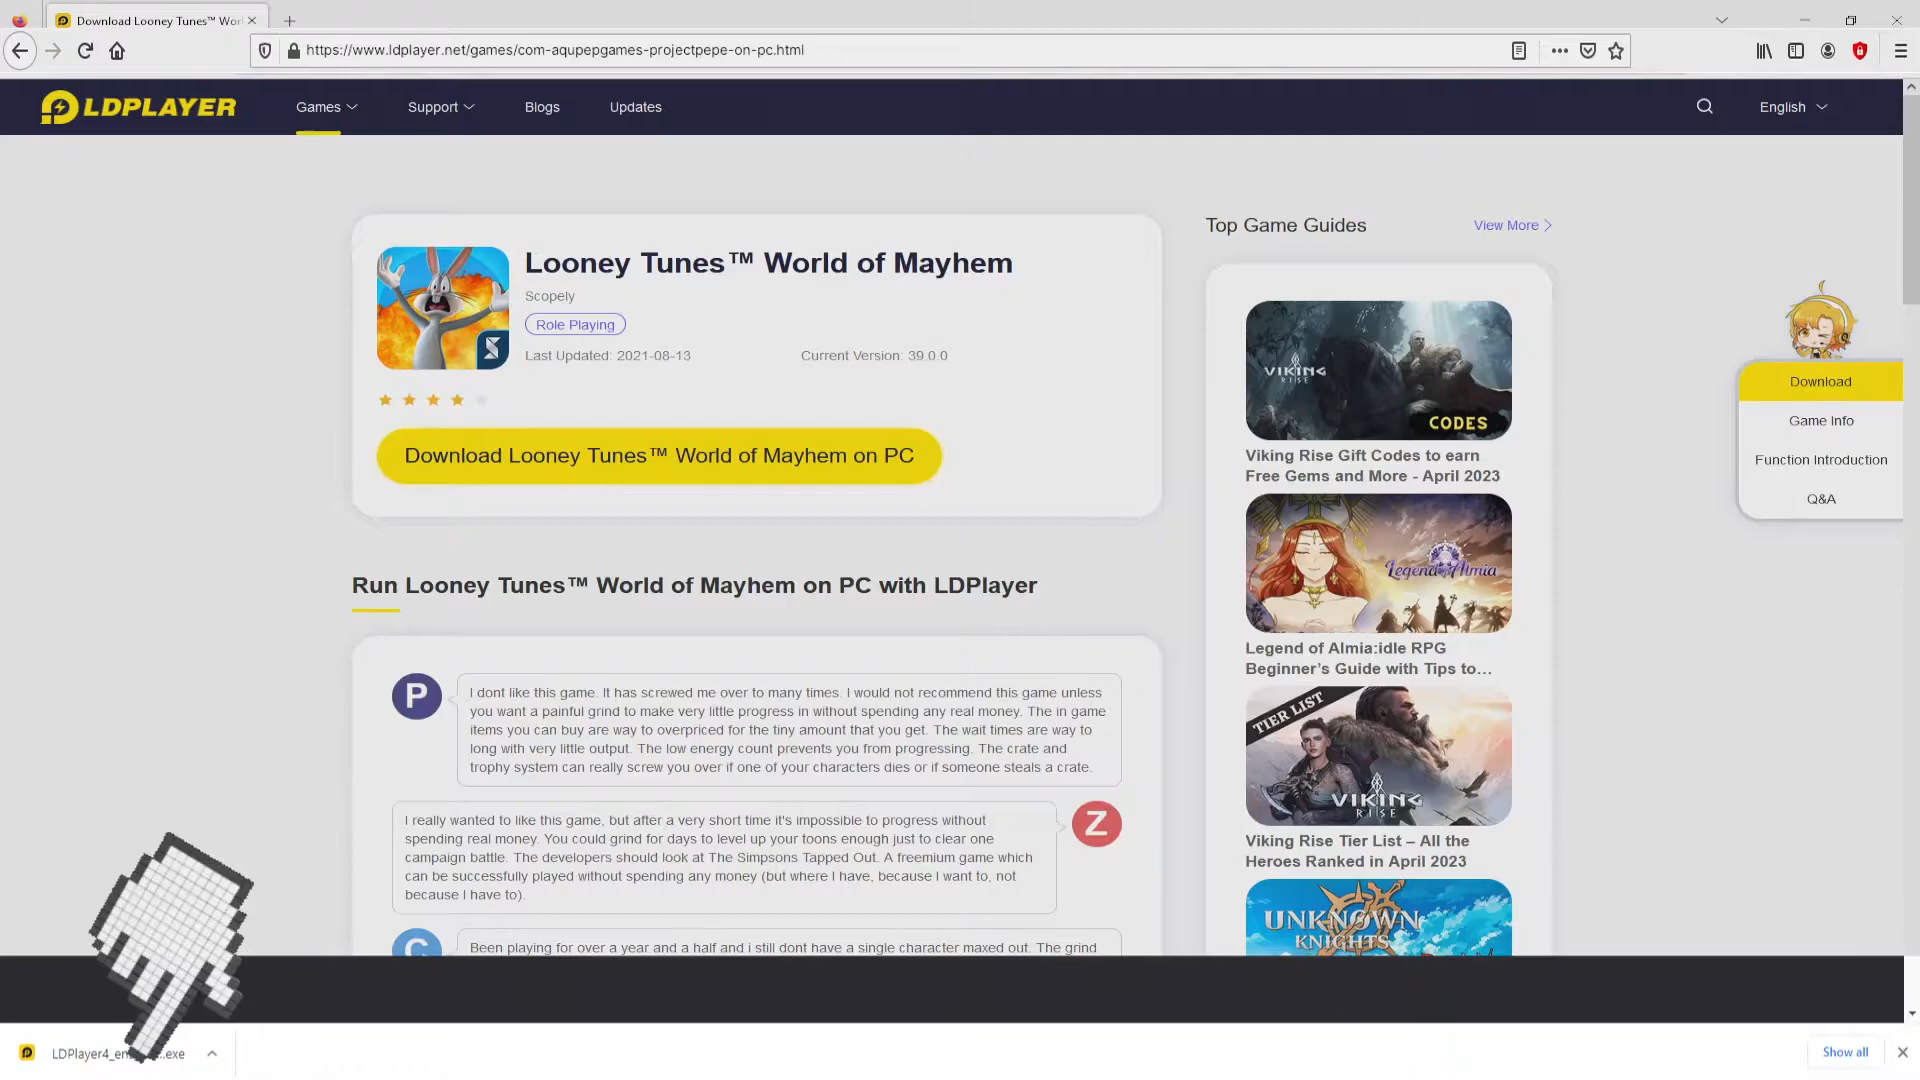 Download Looney Tunes™ Wor
https://www.ldplayer.net/games/com-aqupepgames-projectpepe-on-pc.html
LDPLAYER
Games
Support
Blogs
Updates
English
Looney Tunes™ World of Mayhem
Scopely
Role Playing
Last Updated: 2021-08-13
Current Version: 39.0.0
Download Looney Tunes™ World of Mayhem on PC
Run Looney Tunes™ World of Mayhem on PC with LDPlayer
P
I dont like this game. It has screwed me over to many times. I would not recommend this game unless
you want a painful grind to make very little progress in without spending any real money. The in game
items you can buy are way to overpriced for the tiny amount that you get. The wait times are way to
long with very little output. The low energy count prevents you from progressing. The crate and
trophy system can really screw you over if one of your characters dies or if someone steals a crate.
I really wanted to like this game, but after a very short time it's impossible to progress without
spending real money. You could grind for days to level up your toons enough just to clear one
campaign battle. The developers should look at The Simpsons Tapped Out. A freemium game which
can be successfully played without spending any money (but where I have, because I want to, not
because I have to).
Z
C
Been playing for over a year and a half and i still dont have a single character maxed out. The grind
Top Game Guides
View More
VIKING
RISE
CODES
Viking Rise Gift Codes to earn
Free Gems and More - April 2023
Legend of Almia
Legend of Almia:idle RPG
Beginner's Guide with Tips to...
TIER LIST
VIKING
RISE
Viking Rise Tier List – All the
Heroes Ranked in April 2023
UNKNOWN
KNIGHTS
Download
Game Info
Function Introduction
Q&A
LDPlayer4_en
.exe
Show all